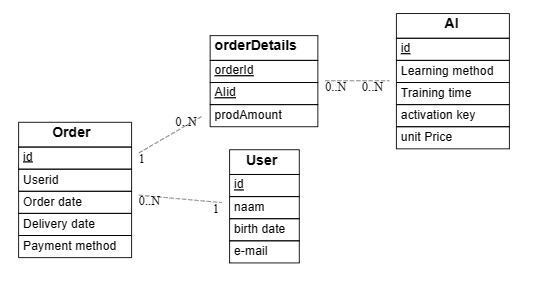 AI
id
Learning method
Training time
activation key
unit Price
orderDetails
orderId
AIid
prodAmount
0..N 0..N
0..N
1
Order
id
Userid
Order date
Delivery date
Payment method
0..N
1
User
id
naam
birth date
e-mail